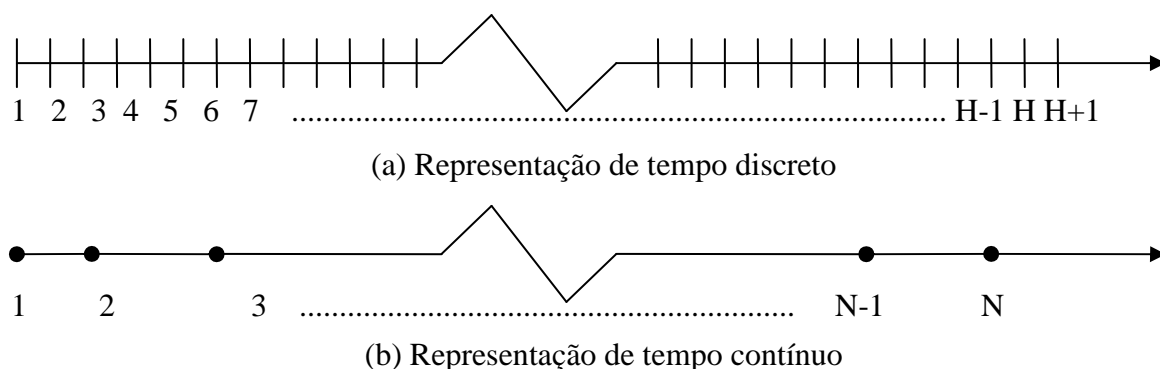 1 2 3 4 5 6 7 ................................................................................ H-1 H H+1
(a) Representação de tempo discreto
1 2 3 ............................................................ N-1 N
(b) Representação de tempo contínuo